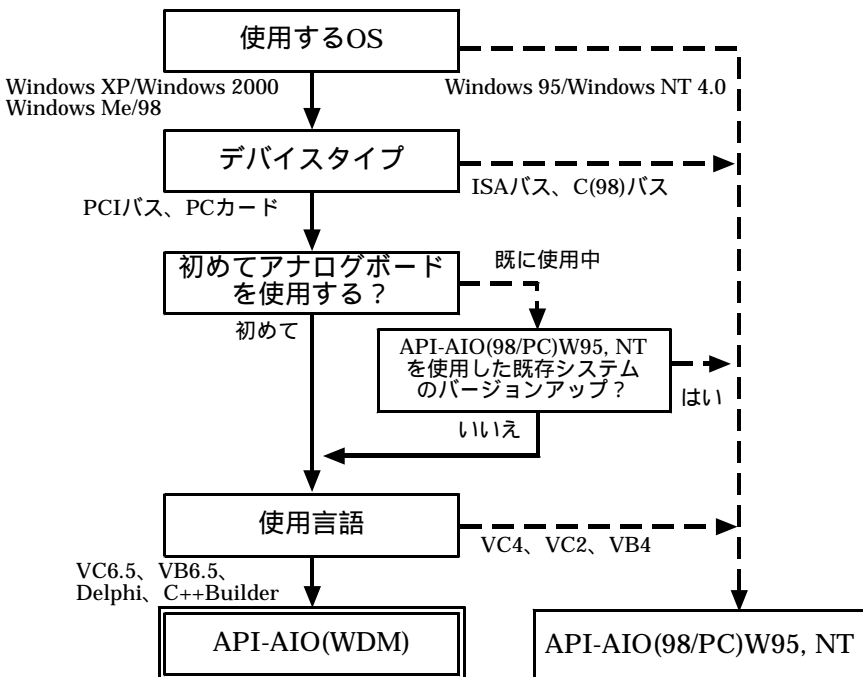 使用するOS
Windows XP/Windows 2000
Windows Me/98
Windows 95/Windows NT 4.0
デバイスタイプ
PCIバス、PCカード
ISAバス、C(98)バス
初めてアナログボード
を使用する？
既に使用中
初めて
API-AIO(98/PC)W95, NT
を使用した既存システム
のバージョンアップ？
はい
いいえ
使用言語
VC6.5、VB6.5、
Delphi、C++Builder
VC4、VC2、VB4
API-AIO(WDM)
API-AIO(98/PC)W95, NT